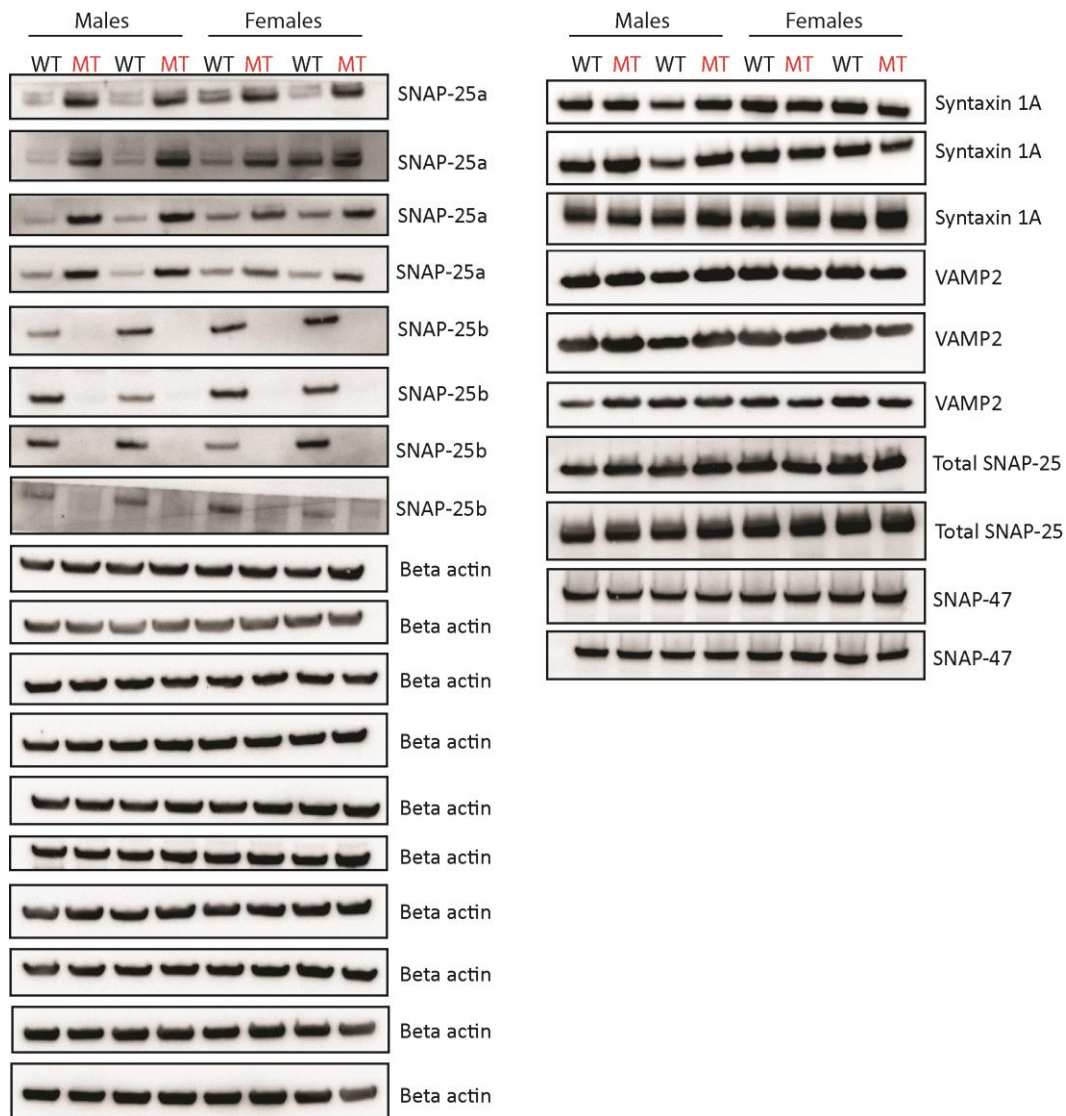 Males Females
WT MT WT MT WT MT WT MT
SNAP-25a
SNAP-25a
SNAP-25a
SNAP-25a
SNAP-25b
SNAP-25b
SNAP-25b
SNAP-25b
Beta actin
Beta actin
Beta actin
Beta actin
Beta actin
Beta actin
Beta actin
Beta actin
Beta actin
Beta actin
Males Females
WT MT WT MT WT MT WT MT
Syntaxin 1A
Syntaxin 1A
Syntaxin 1A
VAMP2
VAMP2
VAMP2
Total SNAP-25
Total SNAP-25
SNAP-47
SNAP-47